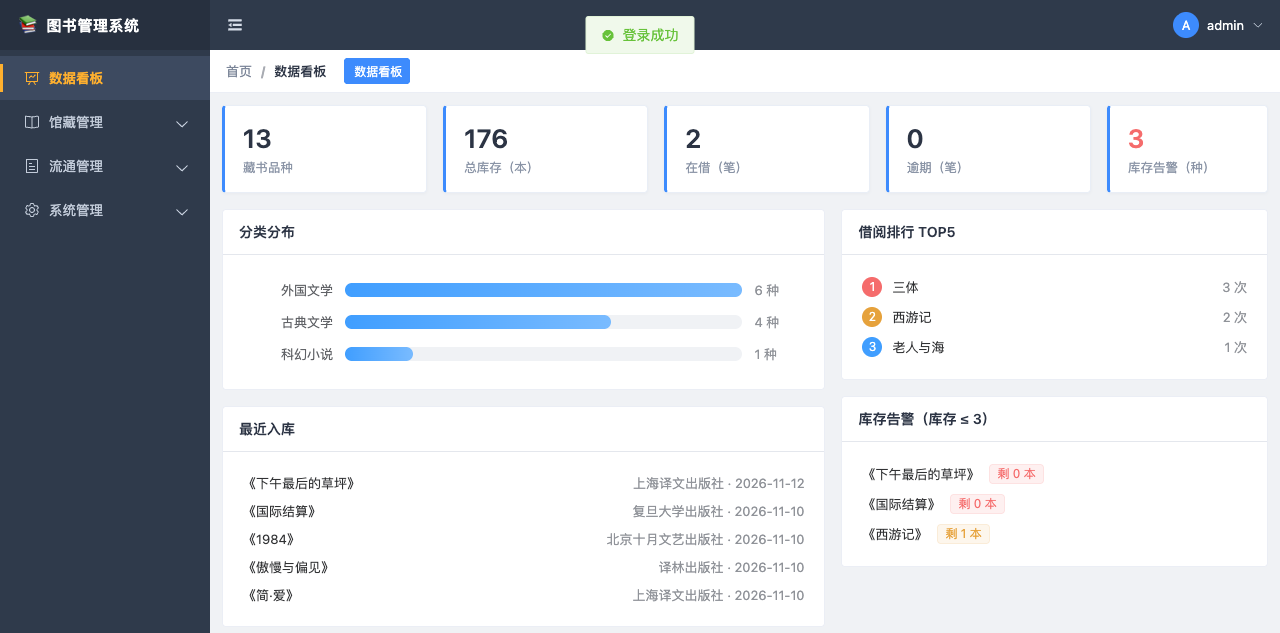 图书管理系统
登录成功
A admin
数据看板
馆藏管理
流通管理
系统管理
首页 / 数据看板 数据看板
13
藏书品种
176
总库存（本）
2
在借（笔）
0
逾期（笔）
3
库存告警（种）
分类分布
外国文学 6 种
古典文学 4 种
科幻小说 1 种
最近入库
《下午最后的草坪》 上海译文出版社 · 2026-11-12
《国际结算》 复旦大学出版社 · 2026-11-10
《1984》 北京十月文艺出版社 · 2026-11-10
《傲慢与偏见》 译林出版社 · 2026-11-10
《简·爱》 上海译文出版社 · 2026-11-10
借阅排行 TOP5
1 三体 3 次
2 西游记 2 次
3 老人与海 1 次
库存告警（库存 ≤ 3）
《下午最后的草坪》 剩 0 本
《国际结算》 剩 0 本
《西游记》 剩 1 本